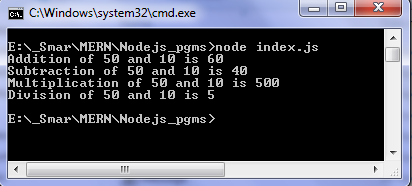 C:\Windows\system32\cmd.exe
E:\_Smar\MERN\Nodejs_pgms>node index.js
Addition of 50 and 10 is 60
Subtraction of 50 and 10 is 40
Multiplication of 50 and 10 is 500
Division of 50 and 10 is 5
E:\_Smar\MERN\Nodejs_pgms>